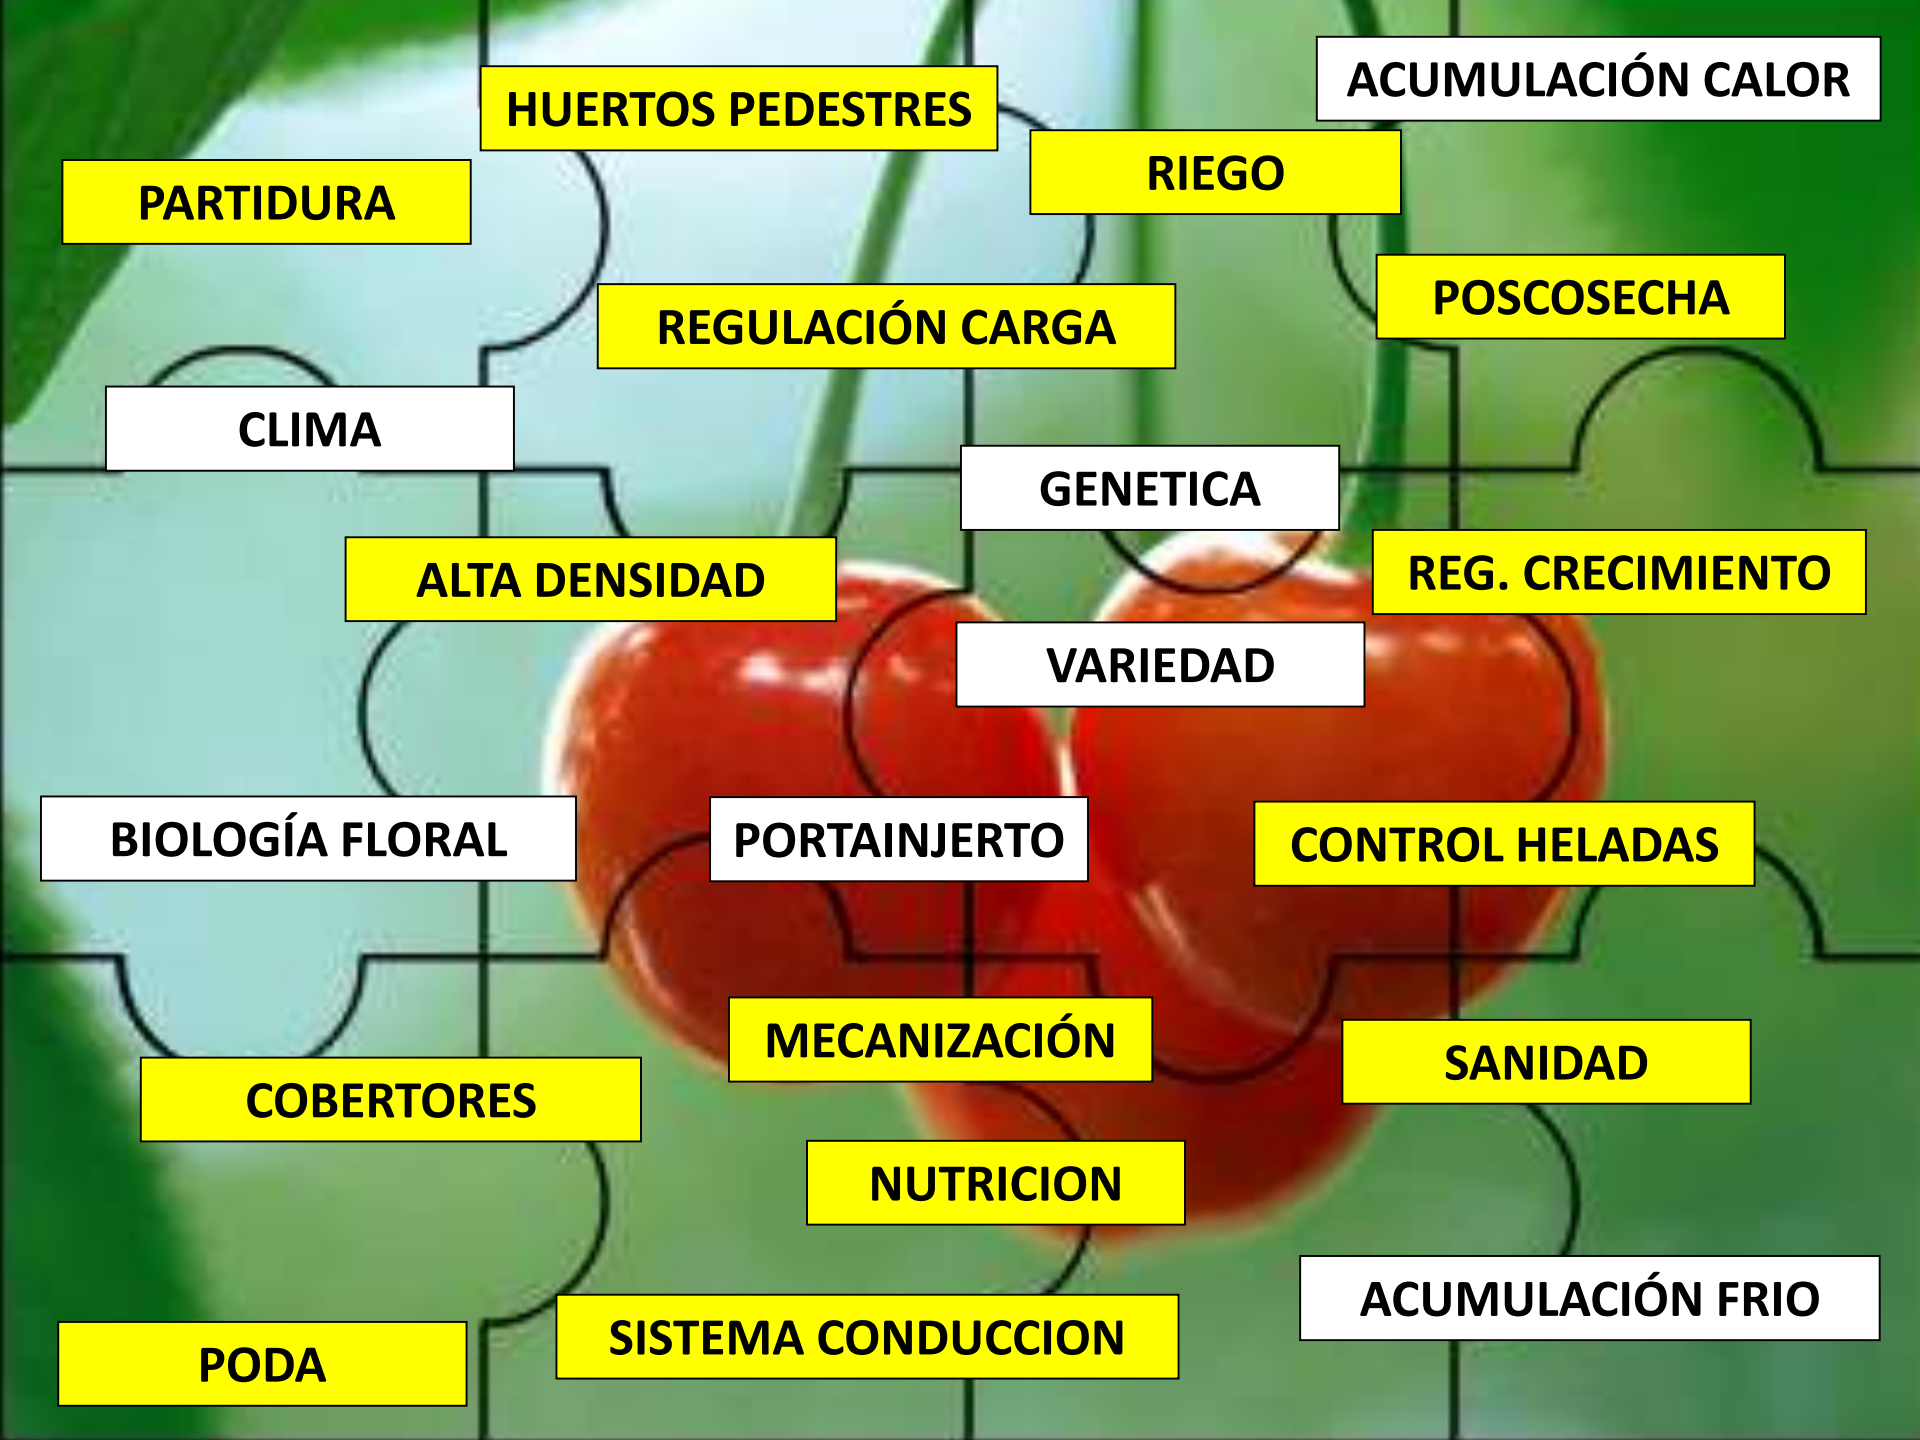 ACUMULACIÓN CALOR
HUERTOS PEDESTRES
RIEGO
PARTIDURA
POSCOSECHA
REGULACIÓN CARGA
CLIMA
GENETICA
ALTA DENSIDAD
REG. CRECIMIENTO
VARIEDAD
BIOLOGÍA FLORAL
PORTAINJERTO
CONTROL HELADAS
MECANIZACIÓN
SANIDAD
COBERTORES
NUTRICION
ACUMULACIÓN FRIO
SISTEMA CONDUCCION
PODA